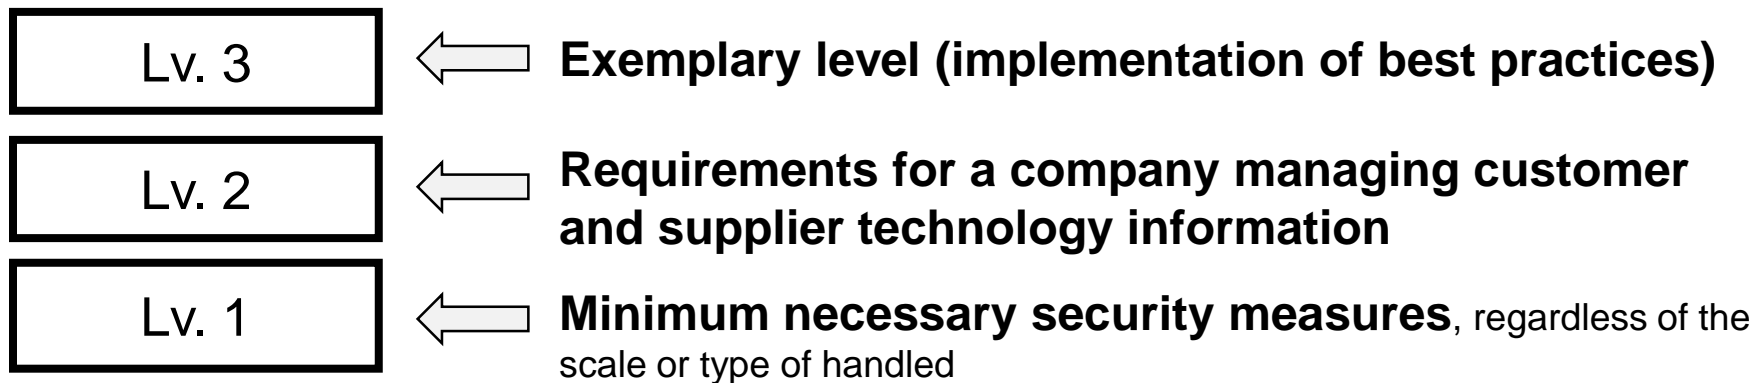 Lv. 3
Exemplary level (implementation of best practices)
Lv. 2
Requirements for a company managing customer
and supplier technology information
Lv. 1
Minimum necessary security measures, regardless of the
scale or type of handled